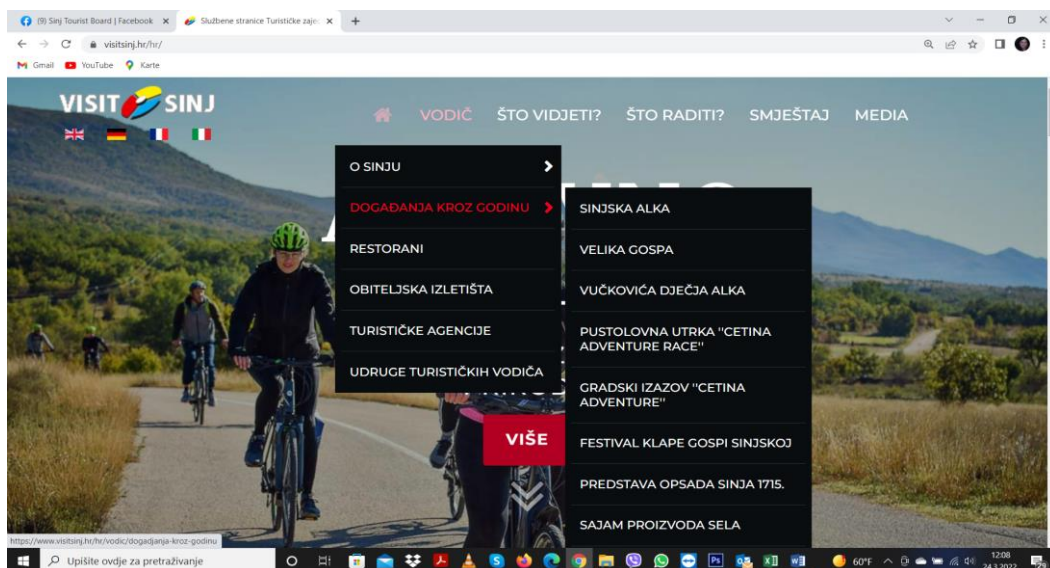 (9) Sinj Tourist Board | Facebook
Službene stranice Turističke zajed
visitsinj.hr/hr/
Gmail
YouTube
Karte
VISIT SINJ
VODIČ
ŠTO VIDJETI?
ŠTO RADITI?
SMJEŠTAJ
MEDIA
O SINJU
DOGAĐANJA KROZ GODINU
RESTORANI
OBITELJSKA IZLETIŠTA
TURISTIČKE AGENCIJE
UDRUGE TURISTIČKIH VODIČA
SINJSKA ALKA
VELIKA GOSPA
VUČKOVIĆA DJEČJA ALKA
PUSTOLOVNA UTRKA "CETINA
ADVENTURE RACE"
GRADSKI IZAZOV "CETINA
ADVENTURE"
FESTIVAL KLAPE GOSPI SINJSKOJ
PREDSTAVA OPSADA SINJA 1715.
SAJAM PROIZVODA SELA
VIŠE
https://www.visitsinj.hr/hr/vodic/dogadjanja-kroz-godinu
Upišite ovdje za pretraživanje
60°F
12:08
24.3.2022.